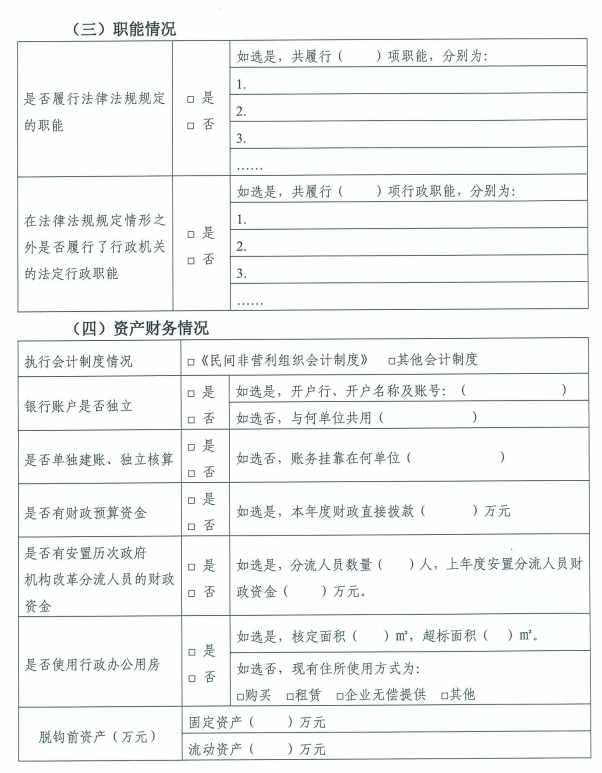 （三）职能情况
是否履行法律法规规定
的职能
□ 是
□ 否
如选是，共履行（　　）项职能，分别为：
1.
2.
3.
……
在法律法规规定情形之
外是否履行了行政机关
的法定行政职能
□ 是
□ 否
如选是，共履行（　　）项行政职能，分别为：
1.
2.
3.
……
（四）资产财务情况
执行会计制度情况
□《民间非营利组织会计制度》　□其他会计制度
银行账户是否独立
□ 是
□ 否
如选是，开户行、开户名称及账号：（　　　　　　）
如选否，与何单位共用（　　　　　　）
是否单独建账、独立核算
□ 是
□ 否
如选否，账务挂靠在何单位（　　　　　　）
是否有财政预算资金
□ 是
□ 否
如选是，本年度财政直接拨款（　　　）万元
是否有安置历次政府
机构改革分流人员的财政
资金
□ 是
□ 否
如选是，分流人员数量（　　）人，上年度安置分流人员财
政资金（　　）万元。
是否使用行政办公用房
□ 是
□ 否
如选是，核定面积（　　）㎡，超标面积（　）㎡。
如选否，现有住所使用方式为：
□购买　□租赁　□企业无偿提供　□其他
脱钩前资产（万元）
固定资产（　　）万元
流动资产（　　）万元